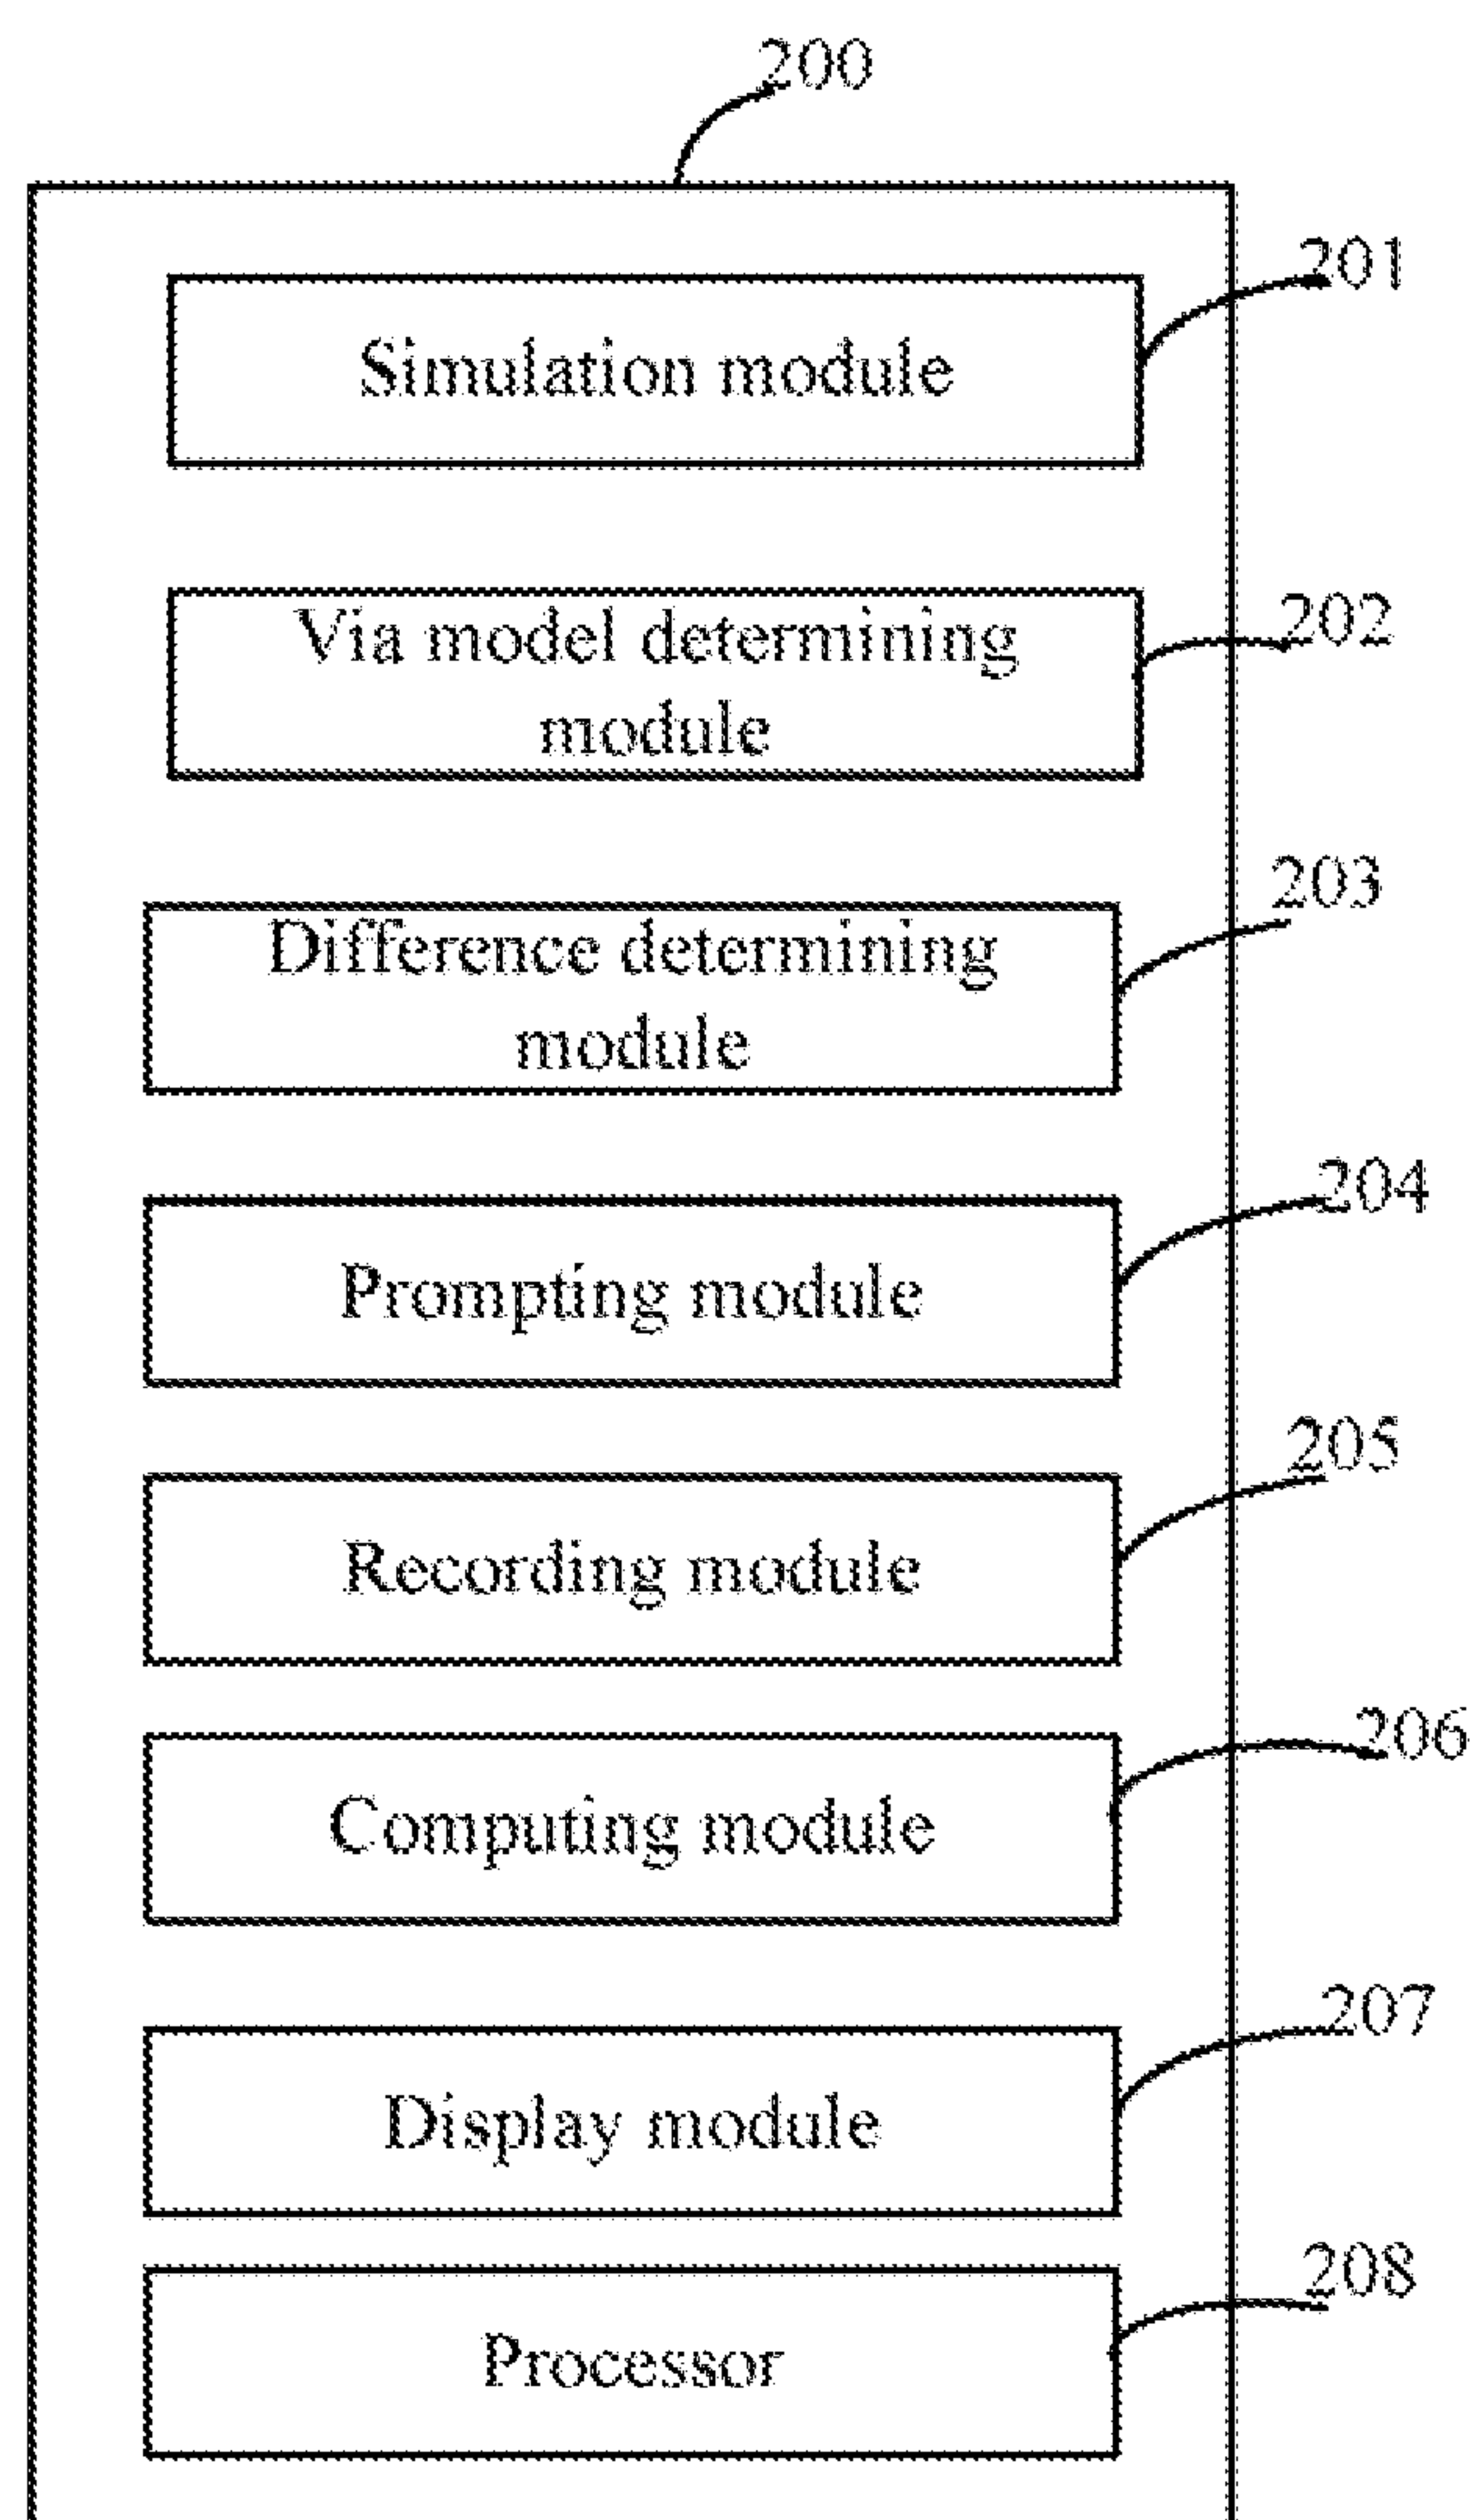 200
201
Simulation module
202
Via model determining
module
203
Difference determining
module
204
Prompting module
205
Recording module
206
Computing module
207
Display module
208
Processor